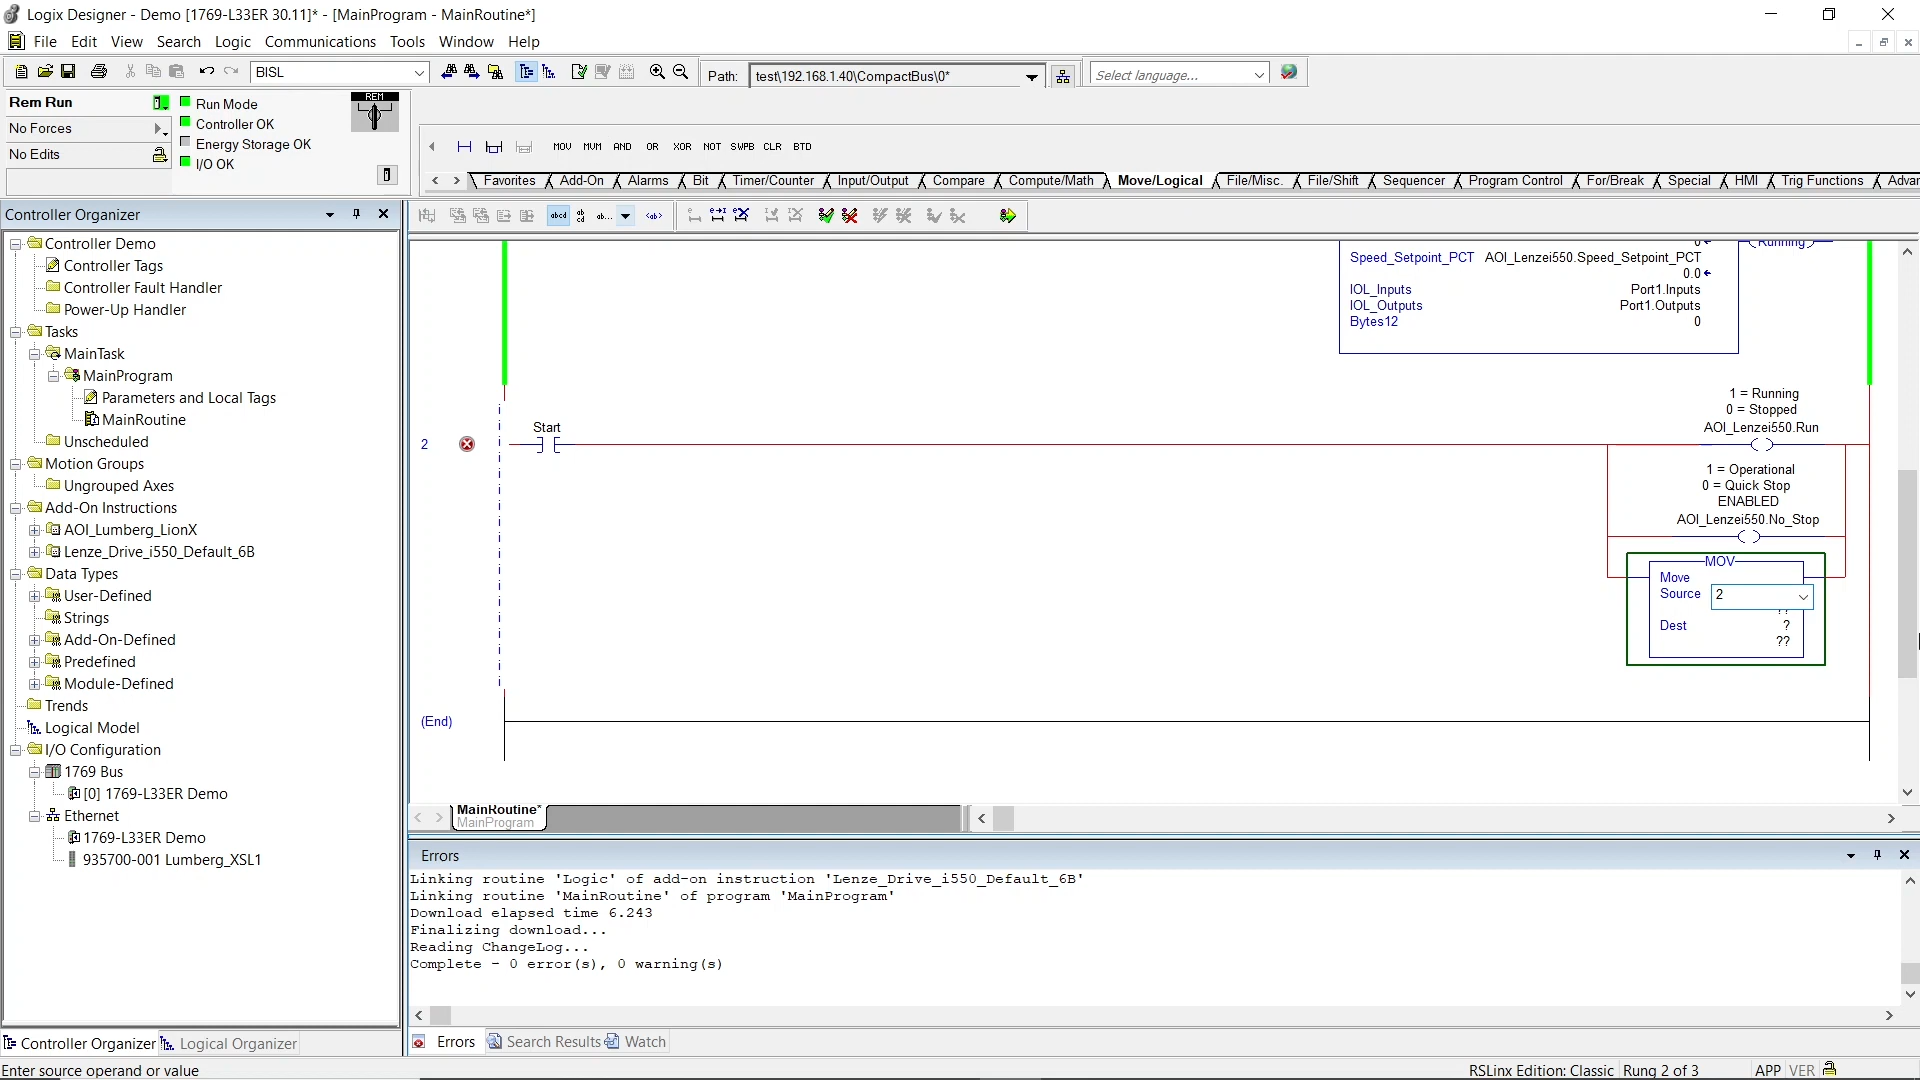 Logix Designer - Demo [1769-L33ER 30.11]* - [MainProgram - MainRoutine*]
File Edit View Search Logic Communications Tools Window Help
BISL
Path: test\192.168.1.40\CompactBus\0*
Select language...
Rem Run
No Forces
No Edits
Run Mode
Controller OK
Energy Storage OK
I/O OK
REM
MOV MVM AND OR XOR NOT SWPB CLR BTD
Favorites Add-On Alarms Bit Timer/Counter Input/Output Compare Compute/Math Move/Logical File/Misc. File/Shift Sequencer Program Control For/Break Special HMI Trig Functions Advan
Controller Organizer
Controller Demo
Controller Tags
Controller Fault Handler
Power-Up Handler
Tasks
MainTask
MainProgram
Parameters and Local Tags
MainRoutine
Unscheduled
Motion Groups
Ungrouped Axes
Add-On Instructions
AOI_Lumberg_LionX
Lenze_Drive_i550_Default_6B
Data Types
User-Defined
Strings
Add-On-Defined
Predefined
Module-Defined
Trends
Logical Model
I/O Configuration
1769 Bus
[0] 1769-L33ER Demo
Ethernet
1769-L33ER Demo
935700-001 Lumberg_XSL1
Controller Organizer Logical Organizer
0 Running
Speed_Setpoint_PCT AOI_Lenzei550.Speed_Setpoint_PCT
0.0
IOL_Inputs Port1.Inputs
IOL_Outputs Port1.Outputs
Bytes12 0
2
Start
1 = Running
0 = Stopped
AOI_Lenzei550.Run
1 = Operational
0 = Quick Stop
ENABLED
AOI_Lenzei550.No_Stop
MOV
Move
Source 2
??
Dest ?
??
(End)
MainRoutine*
MainProgram
Errors
Linking routine 'Logic' of add-on instruction 'Lenze_Drive_i550_Default_6B'
Linking routine 'MainRoutine' of program 'MainProgram'
Download elapsed time 6.243
Finalizing download...
Reading ChangeLog...
Complete - 0 error(s), 0 warning(s)
Errors Search Results Watch
Enter source operand or value
RSLinx Edition: Classic Rung 2 of 3 APP VER